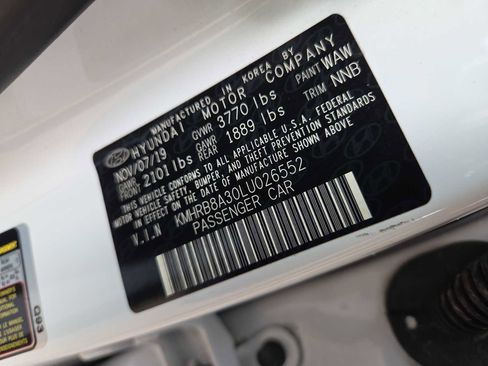 MANUFACTURED IN KOREA BY
HYUNDAI MOTOR COMPANY
NOV/07/19 GVWR 3770 lbs PAINT WAW
GAWR FRONT 2101 lbs GAWR REAR 1889 lbs TRIM NNB
THIS VEHICLE CONFORMS TO ALL APPLICABLE U.S.A. FEDERAL
MOTOR VEHICLE SAFETY, BUMPER, AND THEFT PREVENTION STANDARDS
IN EFFECT ON THE DATE OF MANUFACTURE SHOWN ABOVE
V.I.N KMHRB8A30LU026552
PASSENGER CAR
G93